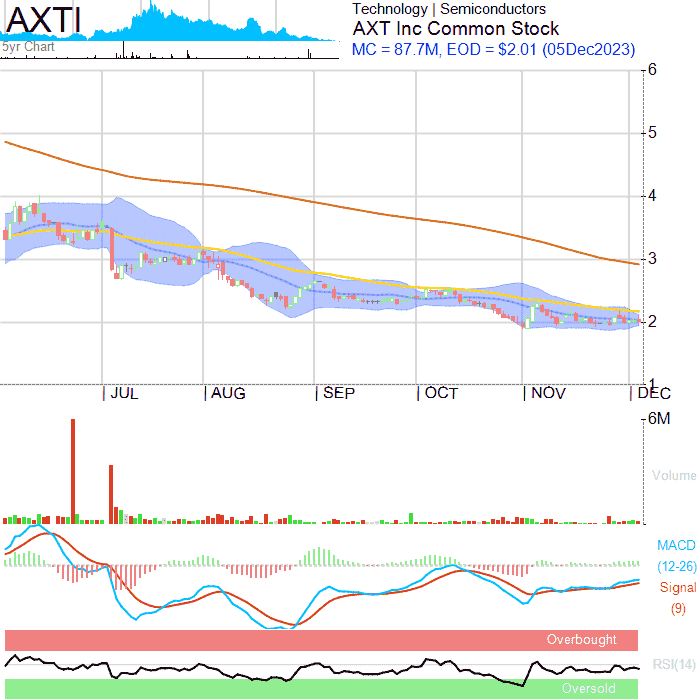 AXTI
5yr Chart
Technology | Semiconductors
AXT Inc Common Stock
MC = 87.7M, EOD = $2.01 (05Dec2023)
6
5
4
3
2
1
JUL AUG SEP OCT NOV DEC
6M
Volume
MACD
(12-26)
Signal
(9)
Overbought
RSI(14)
Oversold